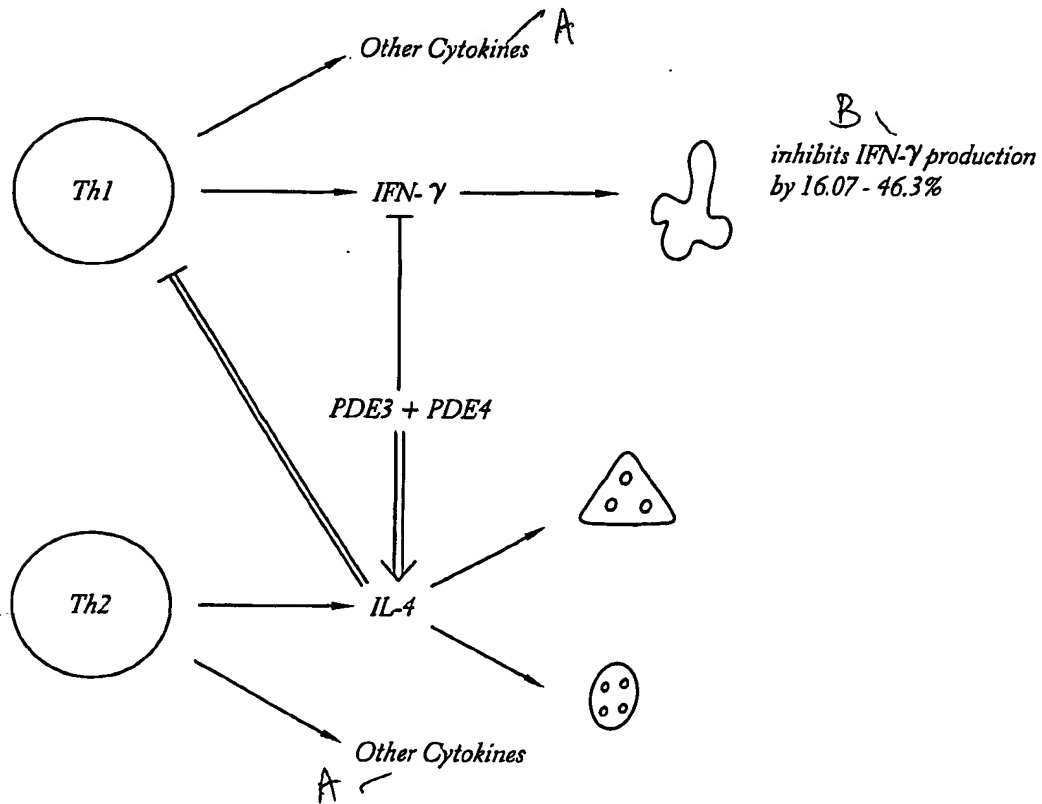 Other Cytokines A
B
inhibits IFN-γ production
by 16.07 - 46.3%
Th1
IFN-γ
PDE3 + PDE4
Th2
IL-4
Other Cytokines
A